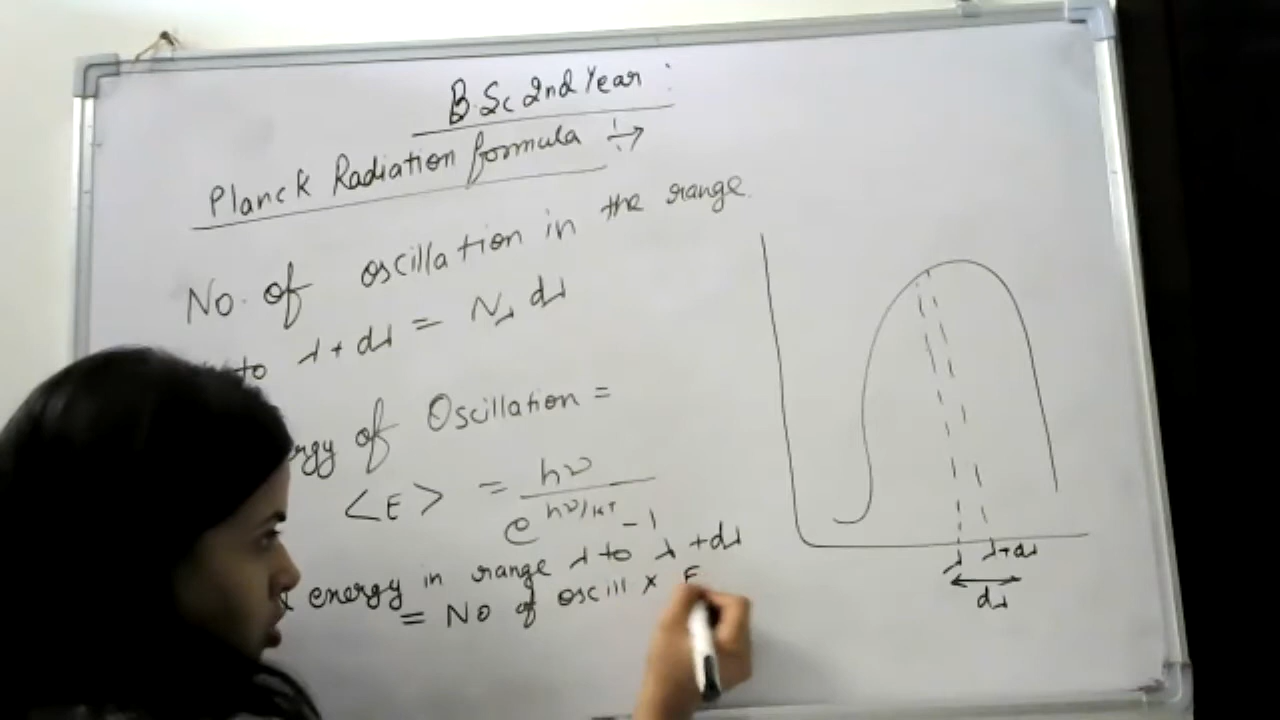 B.Sc 2nd Year :
Planck Radiation formula :→
No. of oscillation in the range
to λ+dλ = Nλ dλ
rgy of Oscillation =
<E> = hν / e^hν/kT - 1
energy in range λ to λ+dλ
= No of oscill × E
λ λ+dλ
dλ